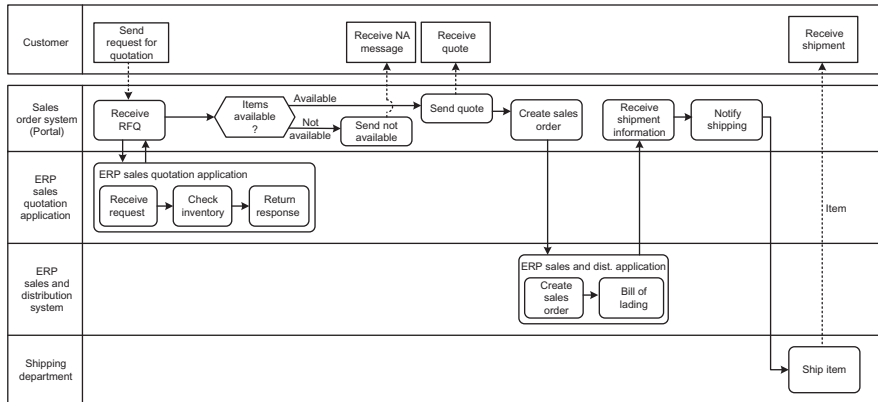 Customer
Send
request for
quotation
Receive NA
message
Receive
quote
Receive
shipment
Sales
order system
(Portal)
Receive
RFQ
Items
available
?
Available
Not
available
Send not
available
Send quote
Create sales
order
Receive
shipment
information
Notify
shipping
ERP
sales
quotation
application
ERP sales quotation application
Receive
request
Check
inventory
Return
response
Item
ERP
sales and
distribution
system
ERP sales and dist. application
Create
sales
order
Bill of
lading
Shipping
department
Ship item